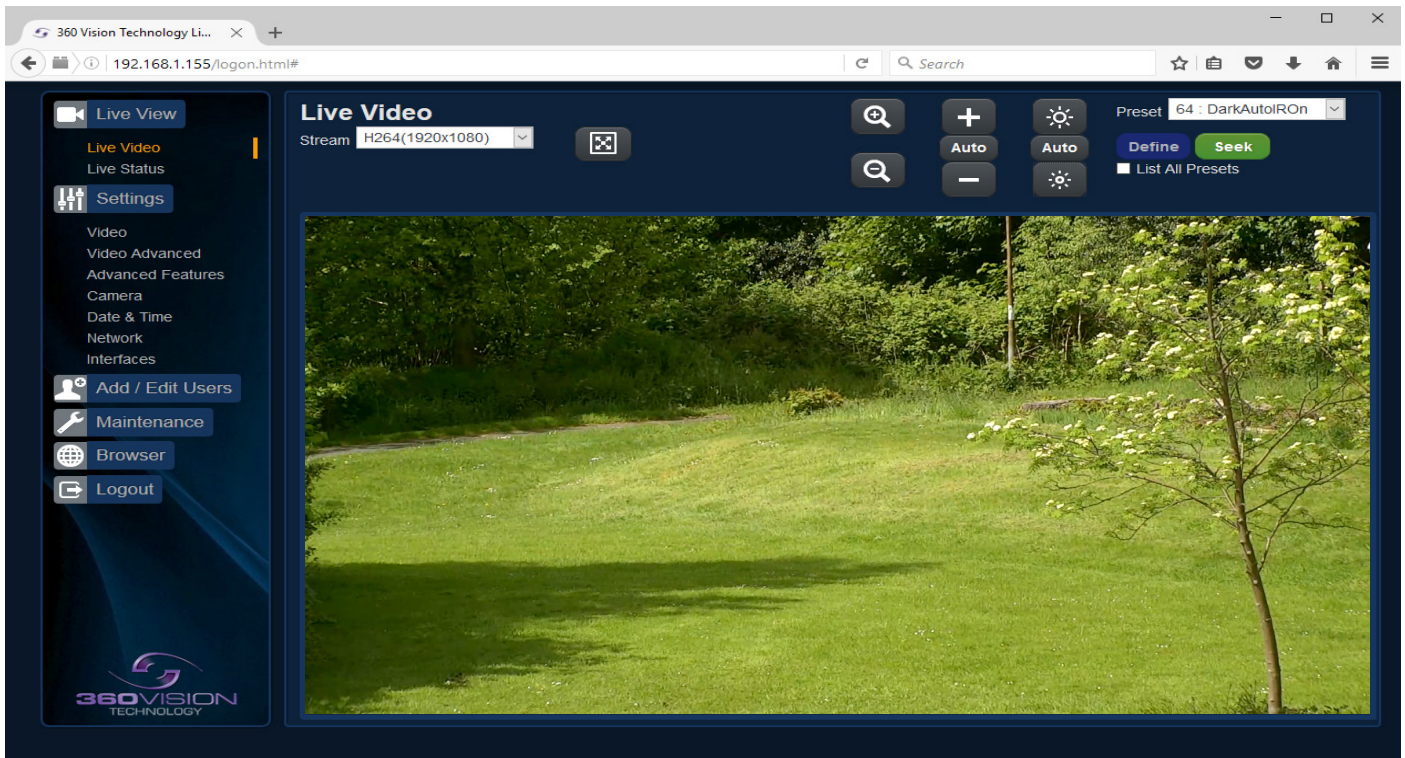 360 Vision Technology Li...
192.168.1.155/logon.html#
Search
Live View
Live Video
Live Status
Settings
Video
Video Advanced
Advanced Features
Camera
Date & Time
Network
Interfaces
Add / Edit Users
Maintenance
Browser
Logout
360VISION
TECHNOLOGY
Live Video
Stream H264(1920x1080)
Auto
Auto
Preset 64 : DarkAutoIROn
Define Seek
List All Presets